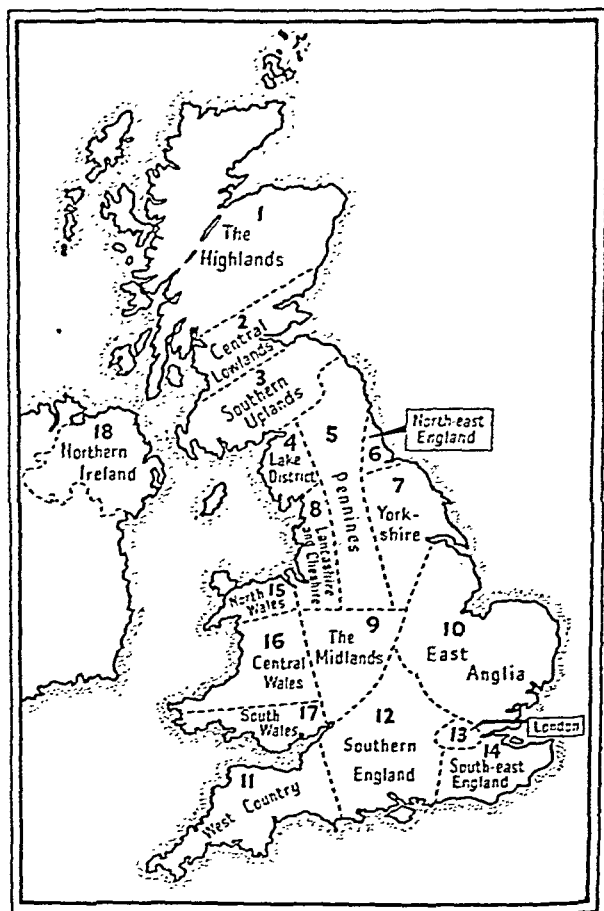 1
The
Highlands
2
Central
Lowlands
3
Southern
Uplands
18
Northern
Ireland
4
Lake
District
5
Pennines
North-east
England
6
7
York-
shire
8
Lancashire
and Cheshire
15
North
Wales
9
The
Midlands
10
East
Anglia
16
Central
Wales
17
South
Wales
12
Southern
England
13
London
14
South-east
England
11
West Country